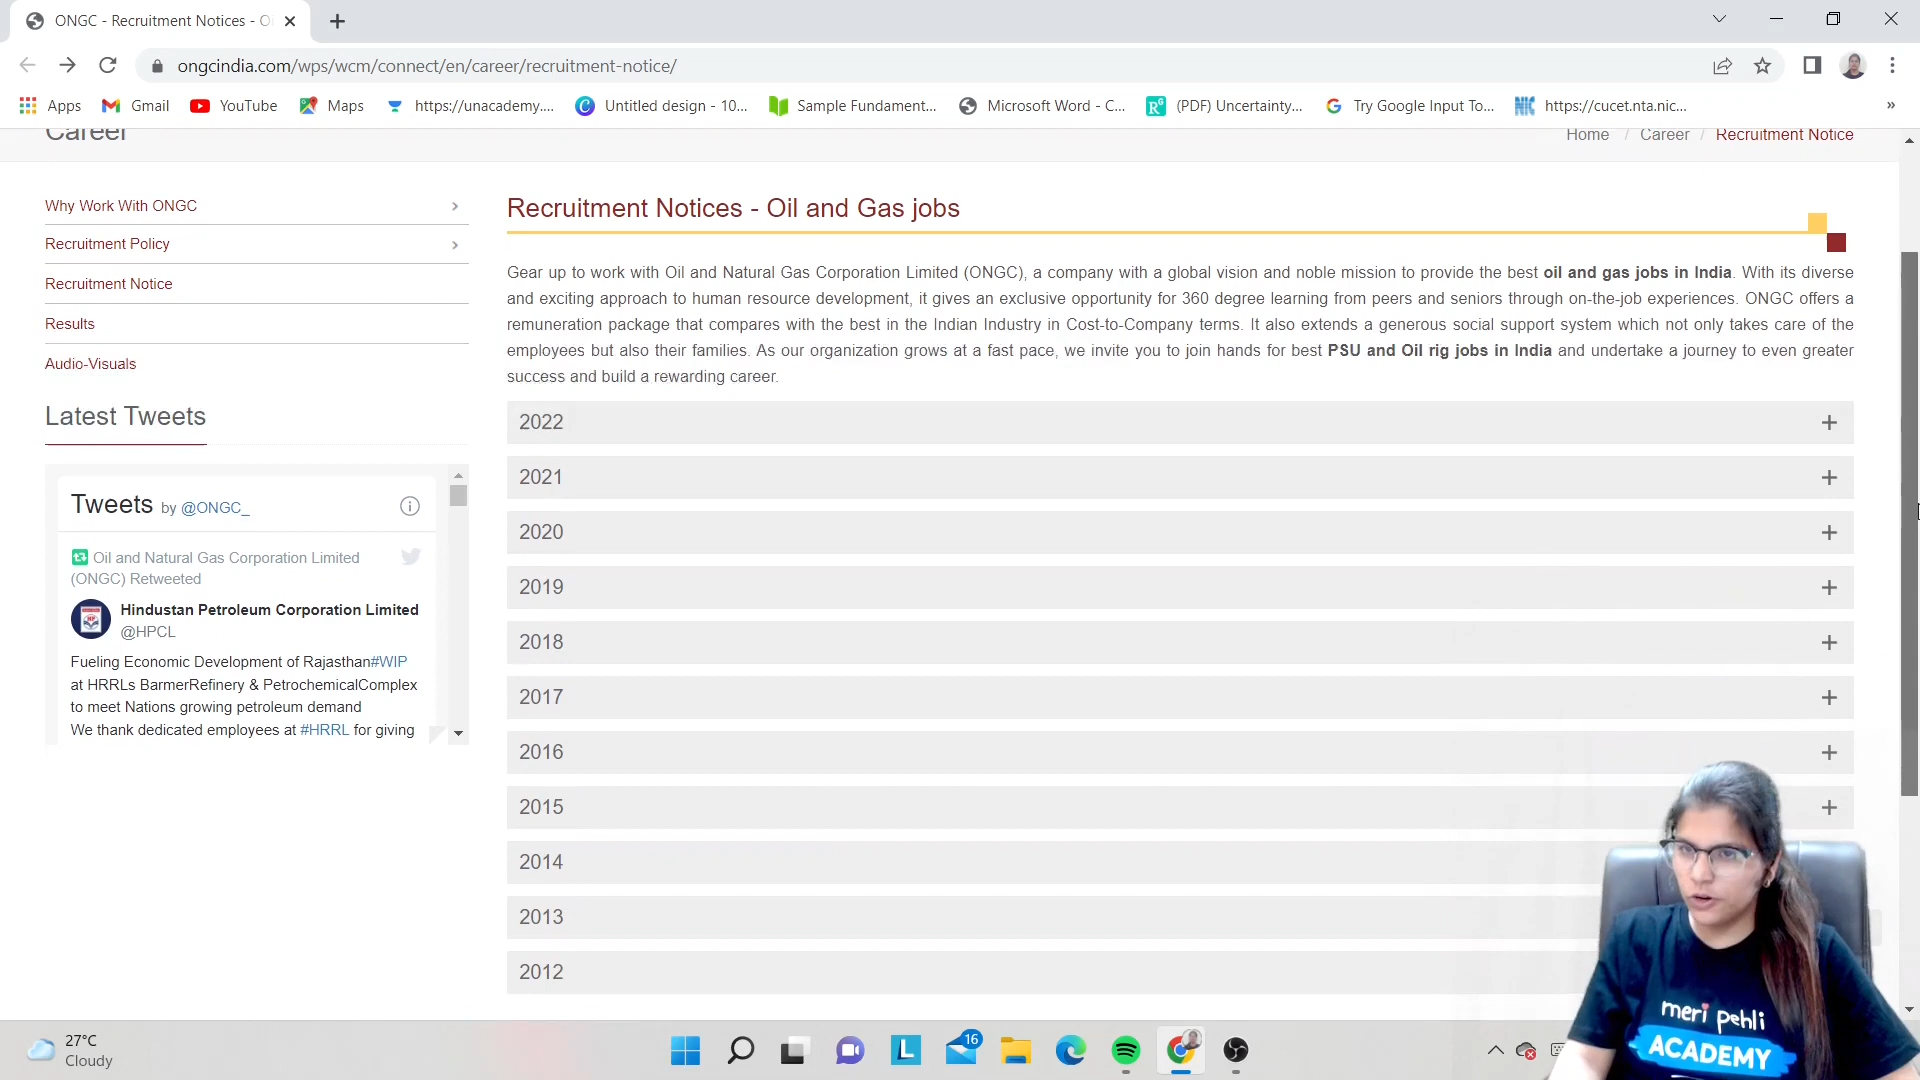 ONGC - Recruitment Notices - O
ongcindia.com/wps/wcm/connect/en/career/recruitment-notice/
Apps
Gmail
YouTube
Maps
https://unacademy....
Untitled design - 10...
Sample Fundament...
Microsoft Word - C...
(PDF) Uncertainty...
Try Google Input To...
https://cucet.nta.nic...
»
Career
Home / Career / Recruitment Notice
Why Work With ONGC
Recruitment Policy
Recruitment Notice
Results
Audio-Visuals
Latest Tweets
Tweets by @ONGC_
Oil and Natural Gas Corporation Limited
(ONGC) Retweeted
Hindustan Petroleum Corporation Limited
@HPCL
Fueling Economic Development of Rajasthan#WIP
at HRRLs BarmerRefinery & PetrochemicalComplex
to meet Nations growing petroleum demand
We thank dedicated employees at #HRRL for giving
Recruitment Notices - Oil and Gas jobs
Gear up to work with Oil and Natural Gas Corporation Limited (ONGC), a company with a global vision and noble mission to provide the best oil and gas jobs in India. With its diverse
and exciting approach to human resource development, it gives an exclusive opportunity for 360 degree learning from peers and seniors through on-the-job experiences. ONGC offers a
remuneration package that compares with the best in the Indian Industry in Cost-to-Company terms. It also extends a generous social support system which not only takes care of the
employees but also their families. As our organization grows at a fast pace, we invite you to join hands for best PSU and Oil rig jobs in India and undertake a journey to even greater
success and build a rewarding career.
2022
2021
2020
2019
2018
2017
2016
2015
2014
2013
2012
meri pehli
ACADEMY
27°C
Cloudy
16